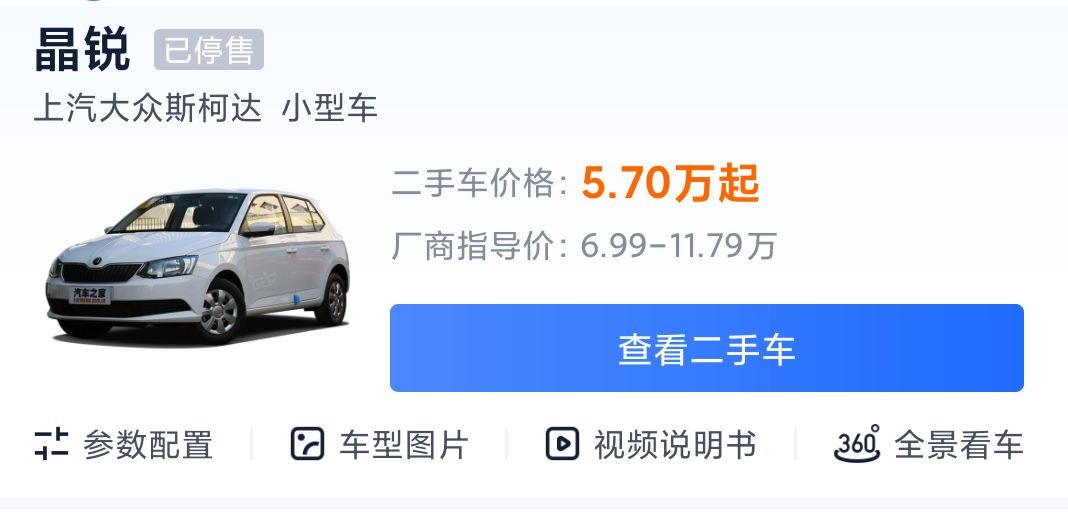 晶锐 已停售
上汽大众斯柯达 小型车
二手车价格: 5.70万起
厂商指导价: 6.99-11.79万
汽车之家
查看二手车
参数配置 车型图片 视频说明书 360° 全景看车